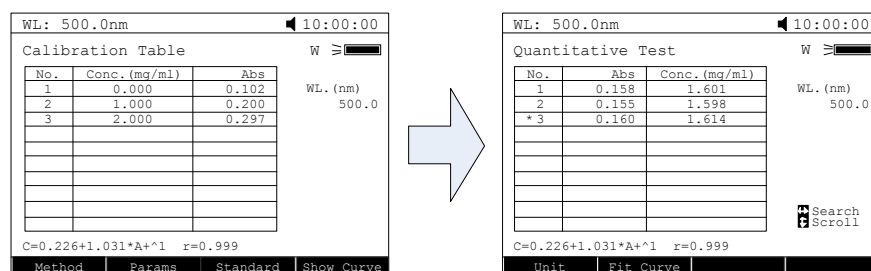 WL: 500.0nm 10:00:00
Calibration Table W
No. Conc.(mg/ml) Abs
1 0.000 0.102
2 1.000 0.200
3 2.000 0.297
WL.(nm)
500.0
C=0.226+1.031*A+^1 r=0.999
Method Params Standard Show Curve
WL: 500.0nm 10:00:00
Quantitative Test W
No. Abs Conc.(mg/ml)
1 0.158 1.601
2 0.155 1.598
*3 0.160 1.614
WL.(nm)
500.0
Search
Scroll
C=0.226+1.031*A+^1 r=0.999
Unit Fit Curve